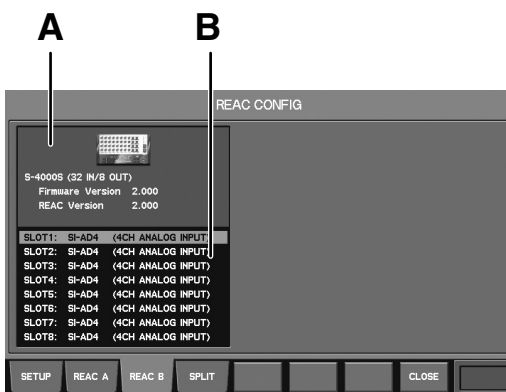 A B
REAC CONFIG
S-4000S (32 IN/8 OUT)
Firmware Version 2.000
REAC Version 2.000
SLOT1: SI-AD4 (4CH ANALOG INPUT)
SLOT2: SI-AD4 (4CH ANALOG INPUT)
SLOT3: SI-AD4 (4CH ANALOG INPUT)
SLOT4: SI-AD4 (4CH ANALOG INPUT)
SLOT5: SI-AD4 (4CH ANALOG INPUT)
SLOT6: SI-AD4 (4CH ANALOG INPUT)
SLOT7: SI-AD4 (4CH ANALOG INPUT)
SLOT8: SI-AD4 (4CH ANALOG INPUT)
SETUP REAC A REAC B SPLIT CLOSE